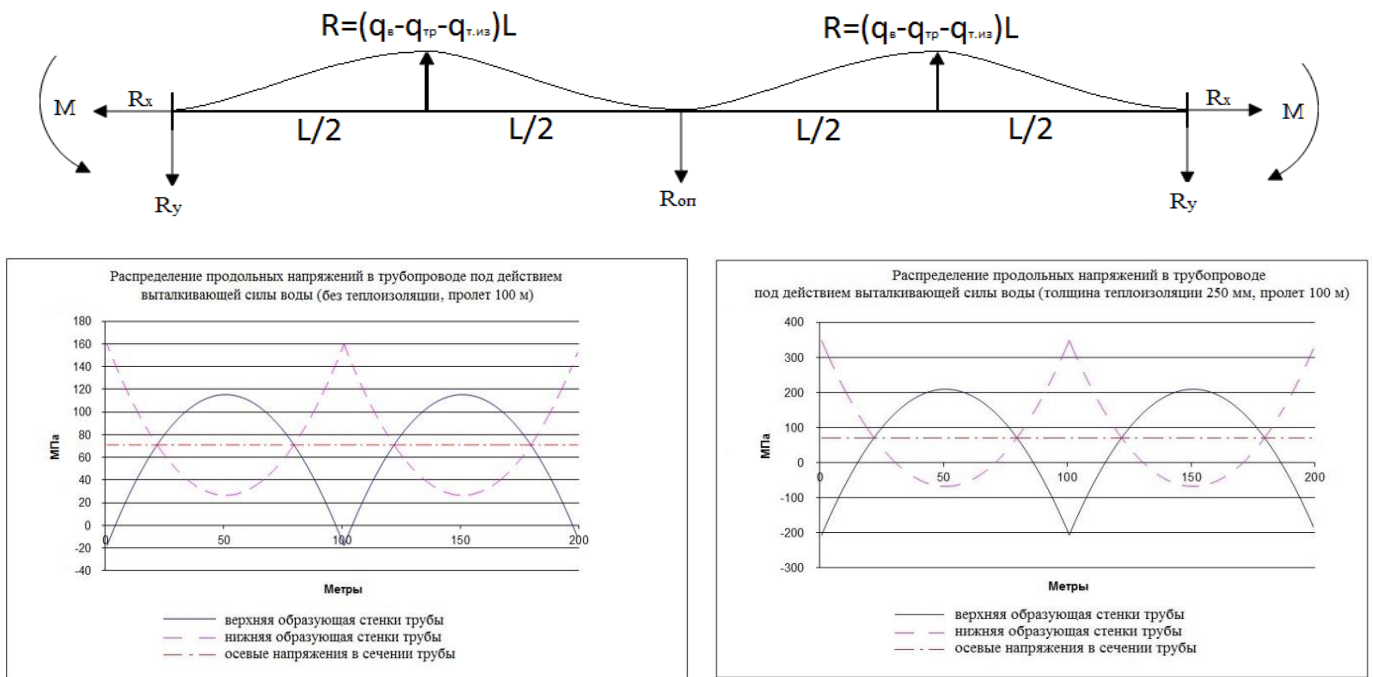 R=(qв-qтр-qт.из)L R=(qв-qтр-qт.из)L
M Rx Rx M
L/2 L/2 L/2 L/2
Ry Rоп Ry
Распределение продольных напряжений в трубопроводе под действием
выталкивающей силы воды (без теплоизоляции, пролет 100 м)
180
160
140
120
100
80
60
40
20
0
-20
-40
МПа
0 50 100 150 200
Метры
верхняя образующая стенки трубы
нижняя образующая стенки трубы
осевые напряжения в сечении трубы
Распределение продольных напряжений в трубопроводе
под действием выталкивающей силы воды (толщина теплоизоляции 250 мм, пролет 100 м)
400
300
200
100
0
-100
-200
-300
МПа
0 50 100 150 200
Метры
верхняя образующая стенки трубы
нижняя образующая стенки трубы
осевые напряжения в сечении трубы